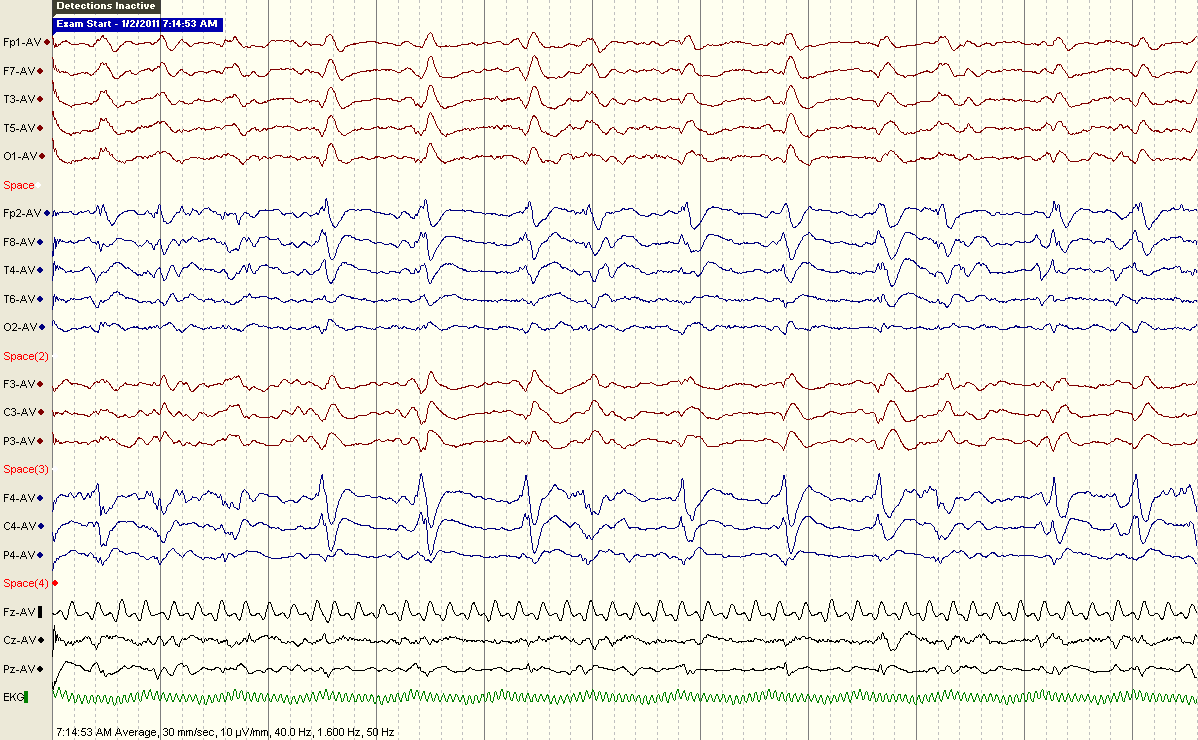 Detections Inactive
Exam Start - 1/2/2011 7:14:53 AM
Fp1-AV
F7-AV
T3-AV
T5-AV
O1-AV
Space
Fp2-AV
F8-AV
T4-AV
T6-AV
O2-AV
Space(2)
F3-AV
C3-AV
P3-AV
Space(3)
F4-AV
C4-AV
P4-AV
Space(4)
Fz-AV
Cz-AV
Pz-AV
EKG
7:14:53 AM Average, 30 mm/sec, 10 µV/mm, 40.0 Hz, 1.600 Hz, 50 Hz